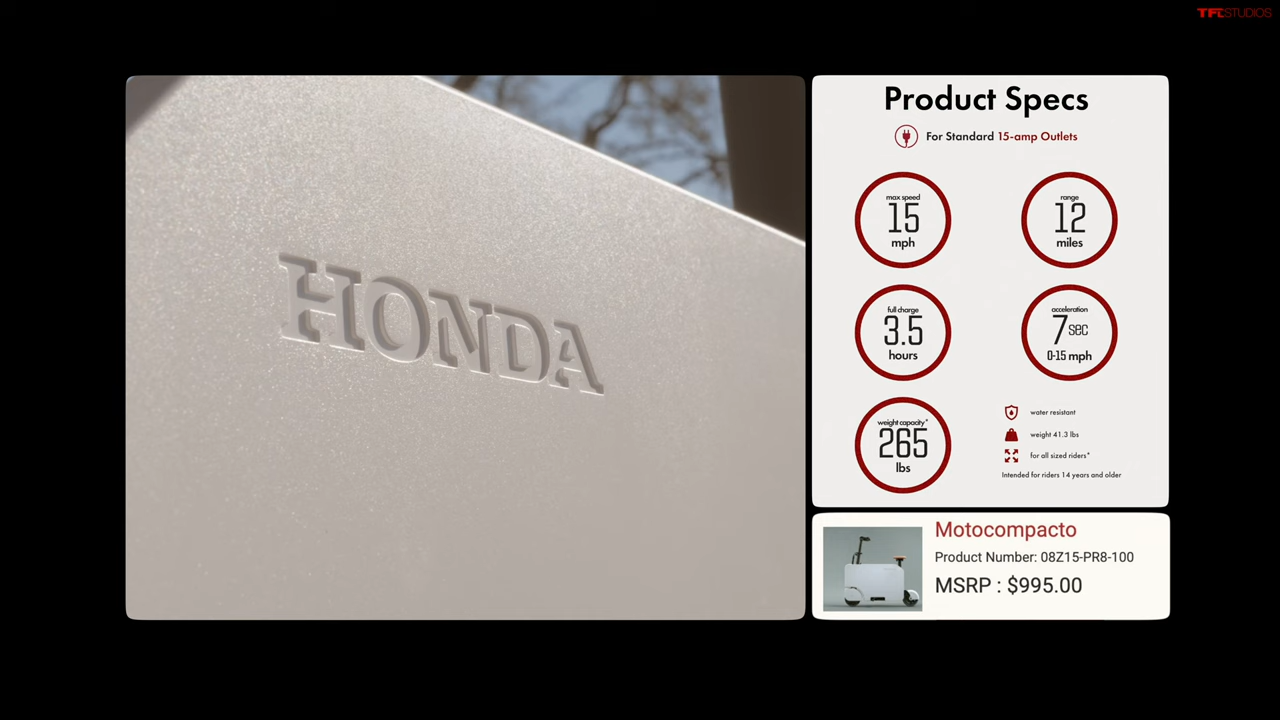 TFLSTUDIOS
HONDA
Product Specs
For Standard 15-amp Outlets
max speed
15
mph
range
12
miles
full charge
3.5
hours
acceleration
7 sec
0-15 mph
weight capacity*
265
lbs
water resistant
weight 41.3 lbs
for all sized riders*
Intended for riders 14 years and older
Motocompacto
Product Number: 08Z15-PR8-100
MSRP : $995.00